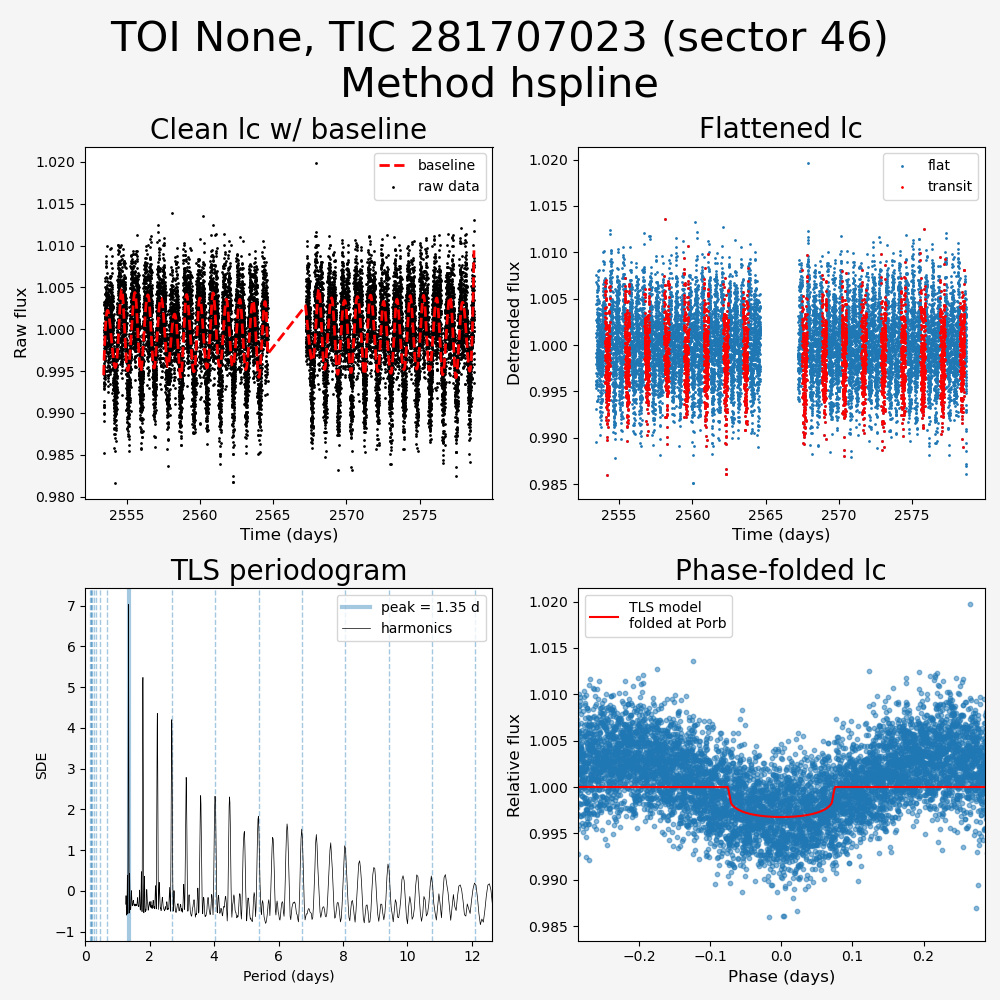 TOI None, TIC 281707023 (sector 46)
Method hspline
Clean lc w/ baseline
Raw flux
1.020
1.015
1.010
1.005
1.000
0.995
0.990
0.985
0.980
baseline
raw data
2555
2560
2565
2570
2575
Time (days)
Flattened lc
Detrended flux
1.020
1.015
1.010
1.005
1.000
0.995
0.990
0.985
flat
transit
2555
2560
2565
2570
2575
Time (days)
TLS periodogram
SDE
7
6
5
4
3
2
1
0
−1
peak = 1.35 d
harmonics
0
2
4
6
8
10
12
Period (days)
Phase-folded lc
Relative flux
1.020
1.015
1.010
1.005
1.000
0.995
0.990
0.985
TLS model
folded at Porb
−0.2
−0.1
0.0
0.1
0.2
Phase (days)